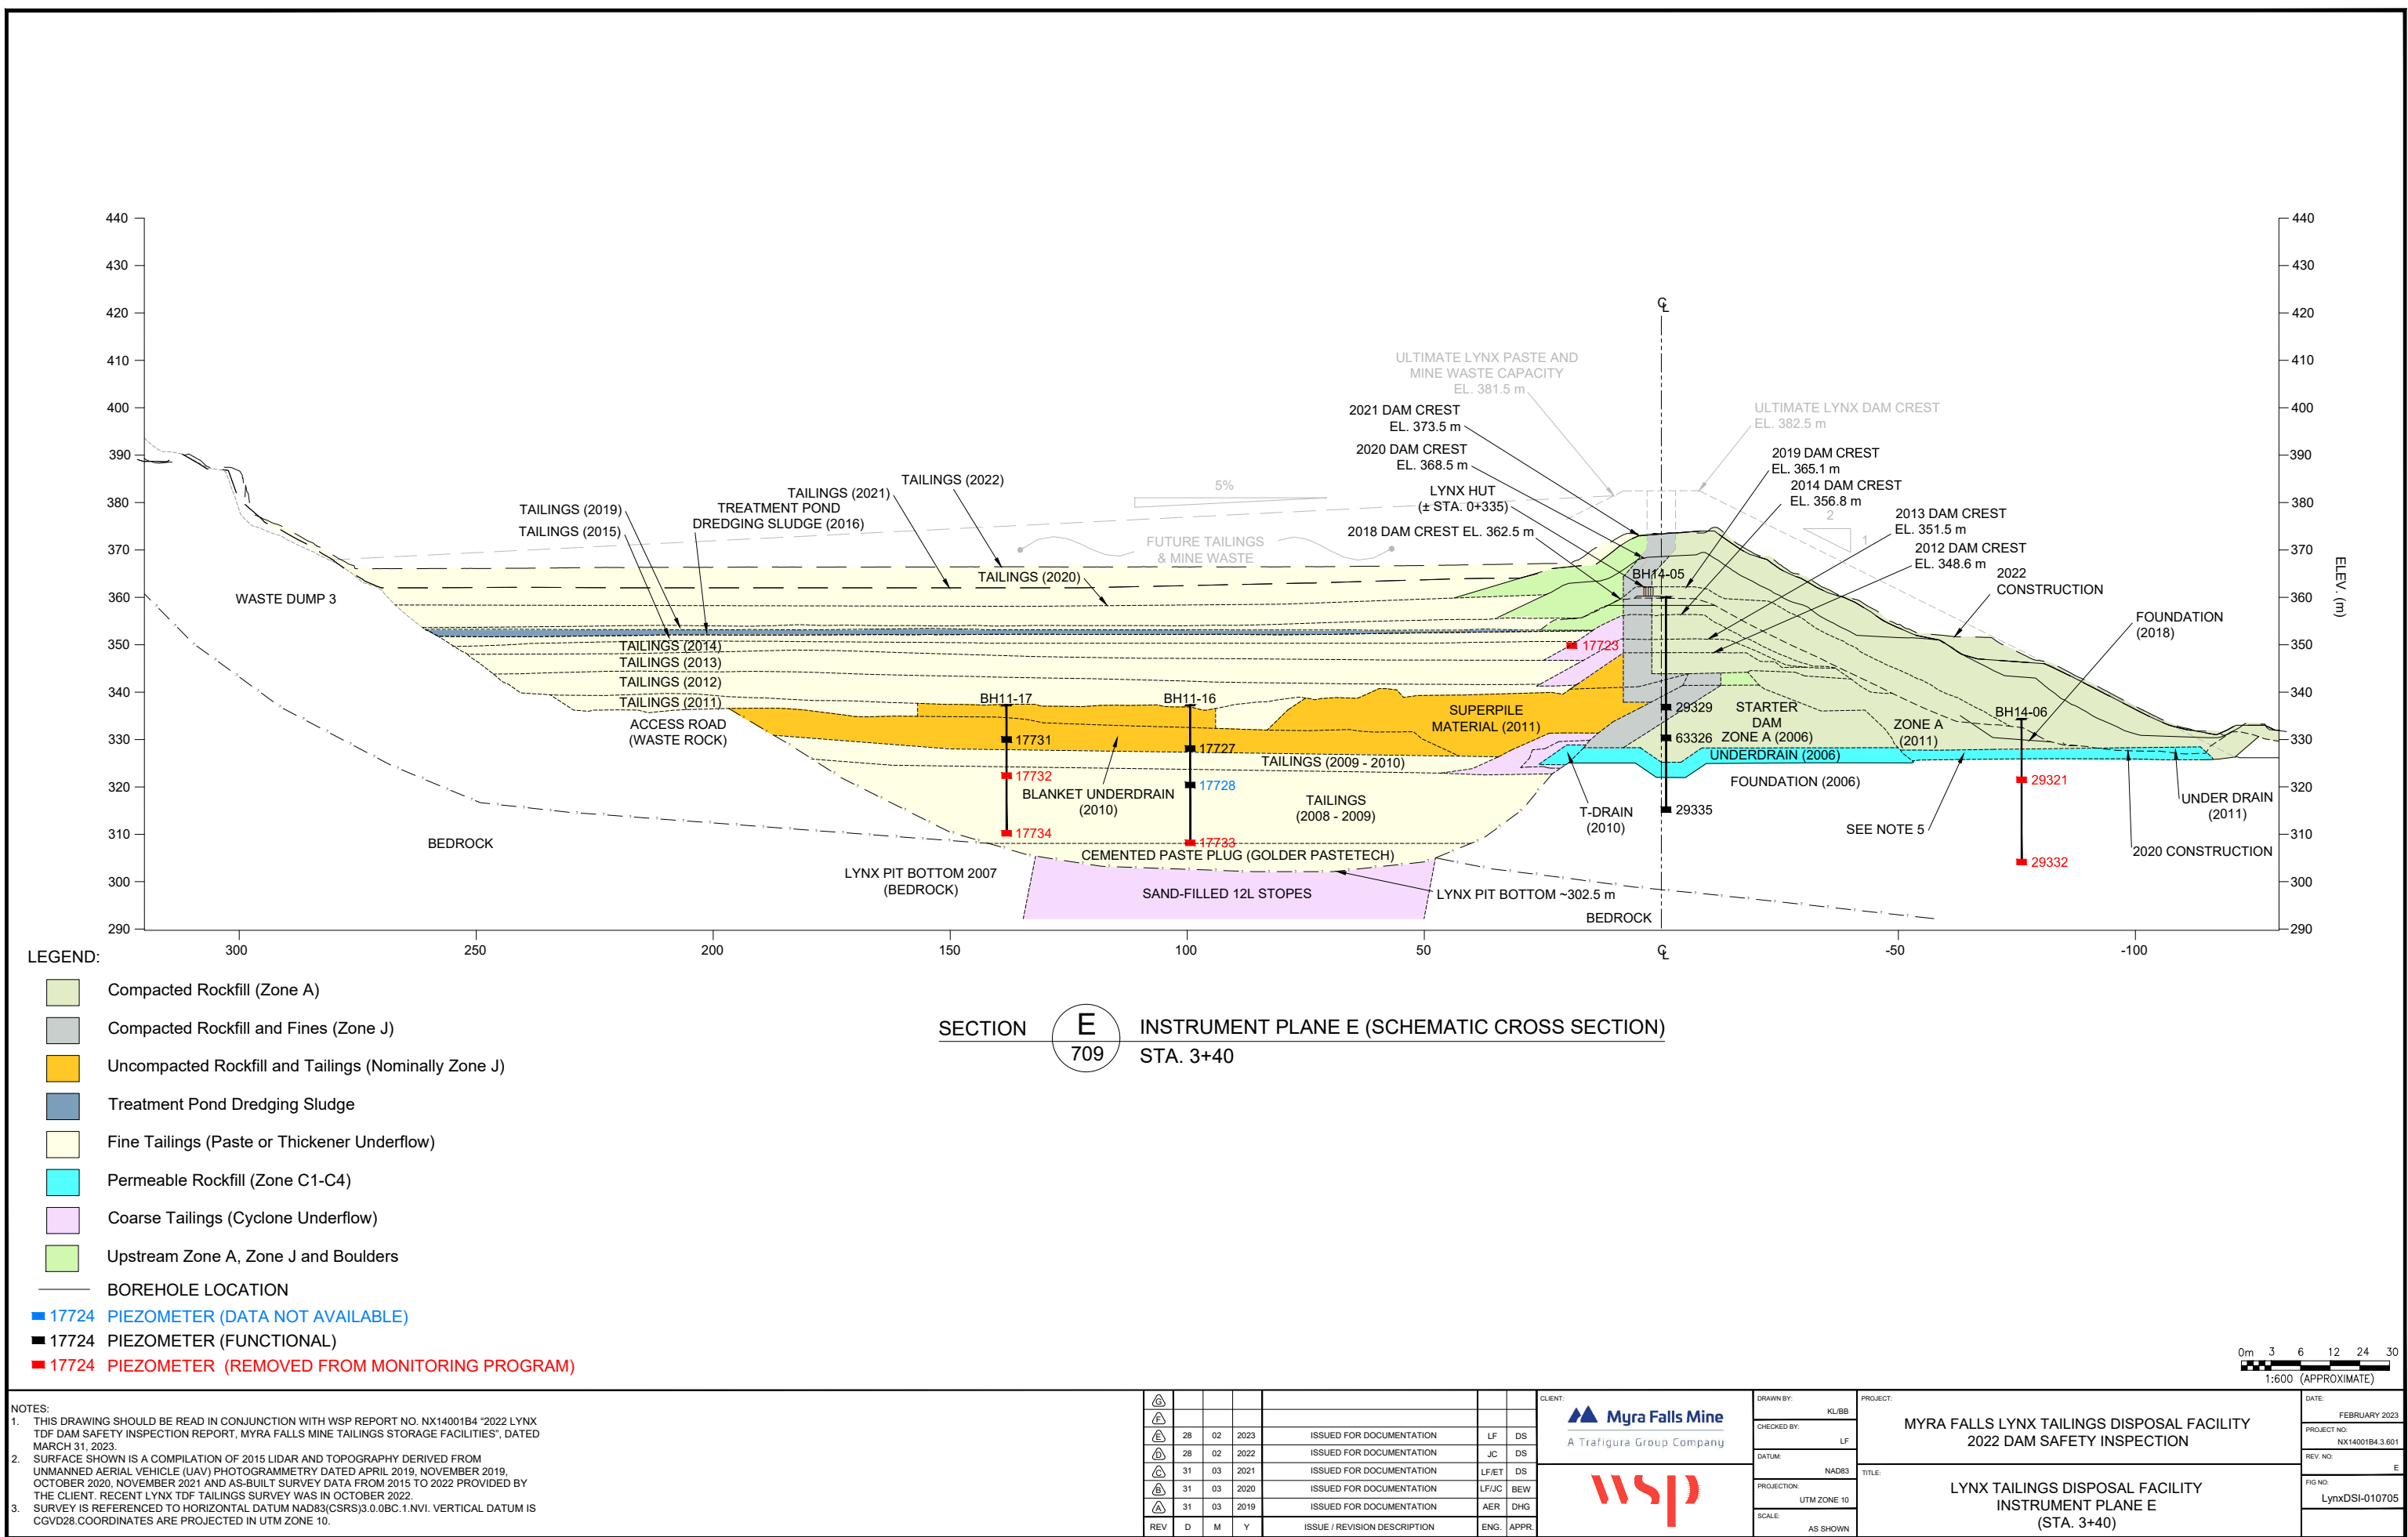 440
430
420
410
400
390
380
370
360
350
340
330
320
310
300
290
440
430
420
410
400
390
380
370
360
350
340
330
320
310
300
290
ELEV. (m)
300
250
200
150
100
50
℄
-50
-100
℄
ULTIMATE LYNX PASTE AND
MINE WASTE CAPACITY
EL. 381.5 m
ULTIMATE LYNX DAM CREST
EL. 382.5 m
2021 DAM CREST
EL. 373.5 m
2020 DAM CREST
EL. 368.5 m
LYNX HUT
(± STA. 0+335)
2018 DAM CREST EL. 362.5 m
2019 DAM CREST
EL. 365.1 m
2014 DAM CREST
EL. 356.8 m
2013 DAM CREST
EL. 351.5 m
2012 DAM CREST
EL. 348.6 m
2022
CONSTRUCTION
FOUNDATION
(2018)
2
1
5%
FUTURE TAILINGS
& MINE WASTE
TAILINGS (2022)
TAILINGS (2021)
TREATMENT POND
DREDGING SLUDGE (2016)
TAILINGS (2019)
TAILINGS (2015)
TAILINGS (2020)
WASTE DUMP 3
TAILINGS (2014)
TAILINGS (2013)
TAILINGS (2012)
TAILINGS (2011)
ACCESS ROAD
(WASTE ROCK)
BH11-17
17731
17732
17734
BH11-16
17727
17728
17733
BH14-05
17723
29329
63326
29335
BH14-06
29321
29332
SUPERPILE
MATERIAL (2011)
STARTER
DAM
ZONE A (2006)
ZONE A
(2011)
UNDERDRAIN (2006)
FOUNDATION (2006)
TAILINGS (2009 - 2010)
BLANKET UNDERDRAIN
(2010)
TAILINGS
(2008 - 2009)
T-DRAIN
(2010)
SEE NOTE 5
UNDER DRAIN
(2011)
2020 CONSTRUCTION
BEDROCK
CEMENTED PASTE PLUG (GOLDER PASTETECH)
LYNX PIT BOTTOM 2007
(BEDROCK)
SAND-FILLED 12L STOPES
LYNX PIT BOTTOM ~302.5 m
BEDROCK
LEGEND:
Compacted Rockfill (Zone A)
Compacted Rockfill and Fines (Zone J)
Uncompacted Rockfill and Tailings (Nominally Zone J)
Treatment Pond Dredging Sludge
Fine Tailings (Paste or Thickener Underflow)
Permeable Rockfill (Zone C1-C4)
Coarse Tailings (Cyclone Underflow)
Upstream Zone A, Zone J and Boulders
BOREHOLE LOCATION
17724 PIEZOMETER (DATA NOT AVAILABLE)
17724 PIEZOMETER (FUNCTIONAL)
17724 PIEZOMETER (REMOVED FROM MONITORING PROGRAM)
SECTION E 709 INSTRUMENT PLANE E (SCHEMATIC CROSS SECTION)
STA. 3+40
0m 3 6 12 24 30
1:600 (APPROXIMATE)
NOTES:
1. THIS DRAWING SHOULD BE READ IN CONJUNCTION WITH WSP REPORT NO. NX14001B4 "2022 LYNX
TDF DAM SAFETY INSPECTION REPORT, MYRA FALLS MINE TAILINGS STORAGE FACILITIES", DATED
MARCH 31, 2023.
2. SURFACE SHOWN IS A COMPILATION OF 2015 LIDAR AND TOPOGRAPHY DERIVED FROM
UNMANNED AERIAL VEHICLE (UAV) PHOTOGRAMMETRY DATED APRIL 2019, NOVEMBER 2019,
OCTOBER 2020, NOVEMBER 2021 AND AS-BUILT SURVEY DATA FROM 2015 TO 2022 PROVIDED BY
THE CLIENT. RECENT LYNX TDF TAILINGS SURVEY WAS IN OCTOBER 2022.
3. SURVEY IS REFERENCED TO HORIZONTAL DATUM NAD83(CSRS)3.0.0BC.1.NVI. VERTICAL DATUM IS
CGVD28.COORDINATES ARE PROJECTED IN UTM ZONE 10.
G
F
E 28 02 2023 ISSUED FOR DOCUMENTATION LF DS
D 28 02 2022 ISSUED FOR DOCUMENTATION JC DS
C 31 03 2021 ISSUED FOR DOCUMENTATION LF/ET DS
B 31 03 2020 ISSUED FOR DOCUMENTATION LF/JC BEW
A 31 03 2019 ISSUED FOR DOCUMENTATION AER DHG
REV D M Y ISSUE / REVISION DESCRIPTION ENG. APPR.
CLIENT:
Myra Falls Mine
A Trafigura Group Company
wsp
DRAWN BY:
KL/BB
CHECKED BY:
LF
DATUM:
NAD83
PROJECTION:
UTM ZONE 10
SCALE:
AS SHOWN
PROJECT:
MYRA FALLS LYNX TAILINGS DISPOSAL FACILITY
2022 DAM SAFETY INSPECTION
TITLE:
LYNX TAILINGS DISPOSAL FACILITY
INSTRUMENT PLANE E
(STA. 3+40)
DATE:
FEBRUARY 2023
PROJECT NO:
NX14001B4.3.601
REV. NO:
E
FIG NO:
LynxDSI-010705